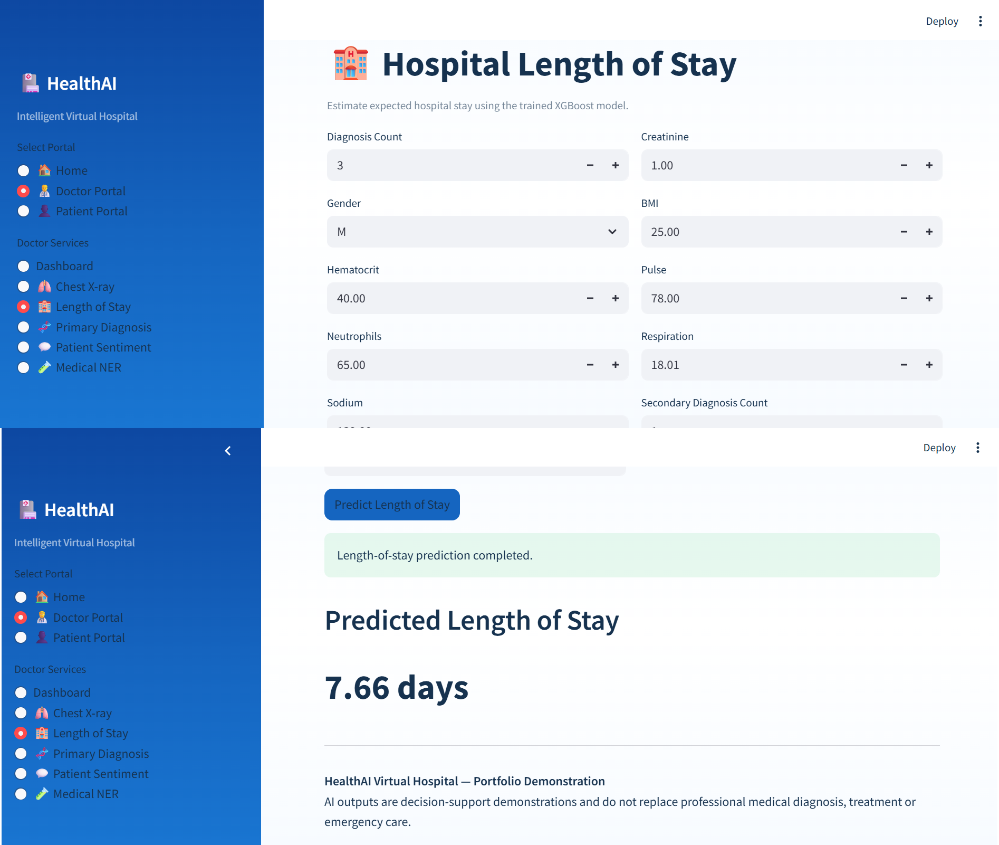 Deploy
HealthAI
Intelligent Virtual Hospital
Select Portal
Home
Doctor Portal
Patient Portal
Doctor Services
Dashboard
Chest X-ray
Length of Stay
Primary Diagnosis
Patient Sentiment
Medical NER
Hospital Length of Stay
Estimate expected hospital stay using the trained XGBoost model.
Diagnosis Count
3
Creatinine
1.00
Gender
M
BMI
25.00
Hematocrit
40.00
Pulse
78.00
Neutrophils
65.00
Respiration
18.01
Sodium
Secondary Diagnosis Count
Deploy
HealthAI
Intelligent Virtual Hospital
Select Portal
Home
Doctor Portal
Patient Portal
Doctor Services
Dashboard
Chest X-ray
Length of Stay
Primary Diagnosis
Patient Sentiment
Medical NER
Predict Length of Stay
Length-of-stay prediction completed.
Predicted Length of Stay
7.66 days
HealthAI Virtual Hospital — Portfolio Demonstration
AI outputs are decision-support demonstrations and do not replace professional medical diagnosis, treatment or
emergency care.